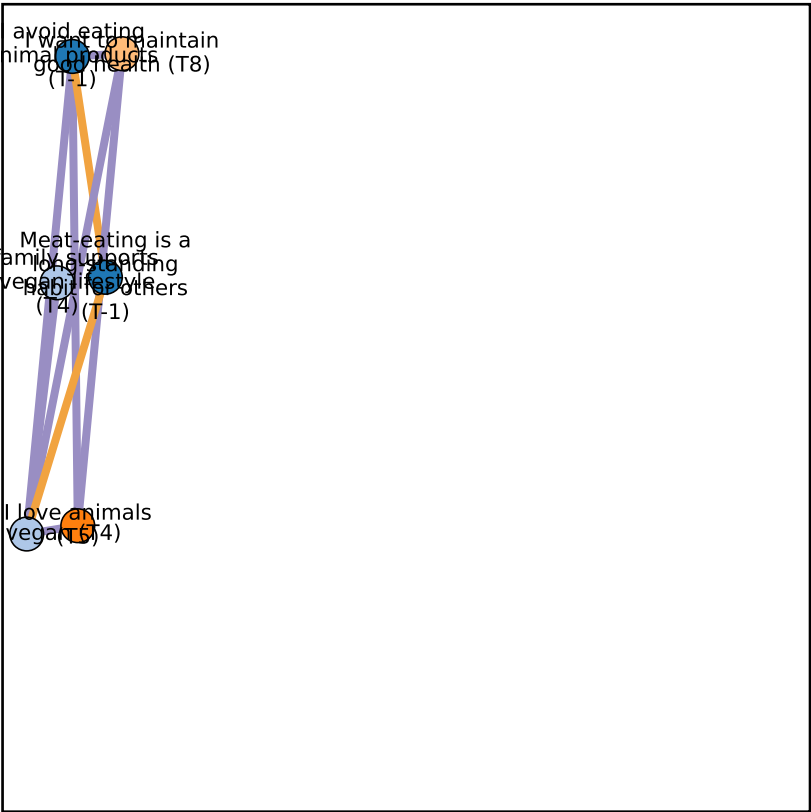 avoid eating
animal products
(T-1)
I want to maintain
good health (T8)
Meat-eating is a
long-standing
habit for others
(T-1)
family supports
vegan lifestyle
(T4)
I love animals
(T5)
vegan (T4)